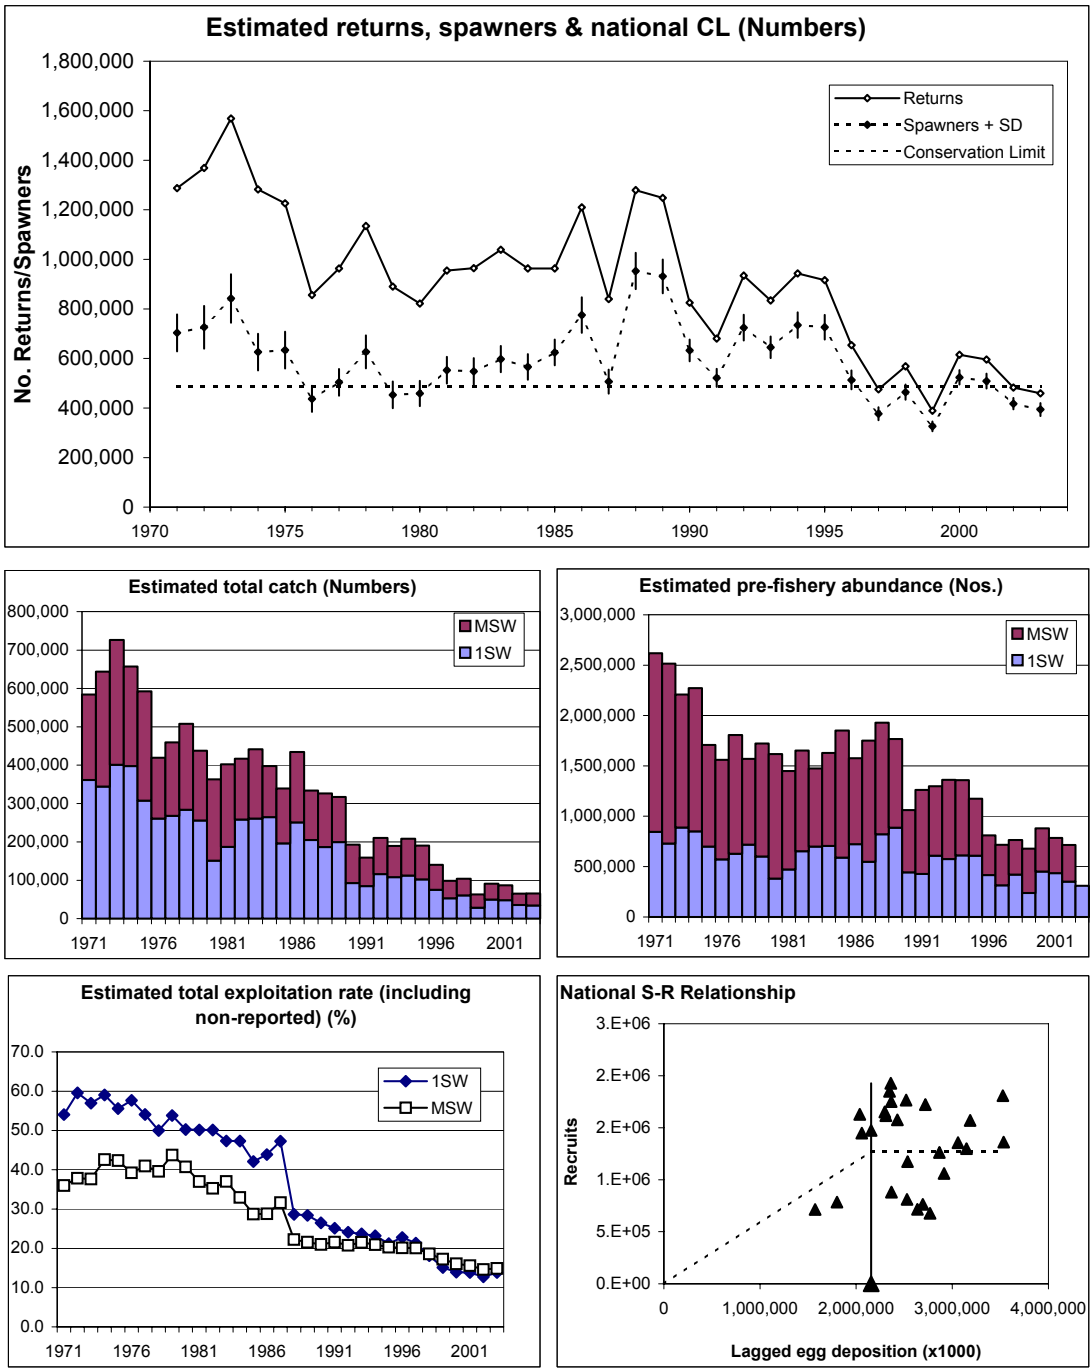 Estimated returns, spawners & national CL (Numbers)
No. Returns/Spawners
1,800,000
1,600,000
1,400,000
1,200,000
1,000,000
800,000
600,000
400,000
200,000
0
1970 1975 1980 1985 1990 1995 2000
Returns
Spawners + SD
Conservation Limit
Estimated total catch (Numbers)
800,000
700,000
600,000
500,000
400,000
300,000
200,000
100,000
0
1971 1976 1981 1986 1991 1996 2001
MSW
1SW
Estimated pre-fishery abundance (Nos.)
3,000,000
2,500,000
2,000,000
1,500,000
1,000,000
500,000
0
1971 1976 1981 1986 1991 1996 2001
MSW
1SW
Estimated total exploitation rate (including
non-reported) (%)
70.0
60.0
50.0
40.0
30.0
20.0
10.0
0.0
1971 1976 1981 1986 1991 1996 2001
1SW
MSW
National S-R Relationship
Recruits
3.E+06
2.E+06
2.E+06
1.E+06
5.E+05
0.E+00
0 1,000,000 2,000,000 3,000,000 4,000,000
Lagged egg deposition (x1000)